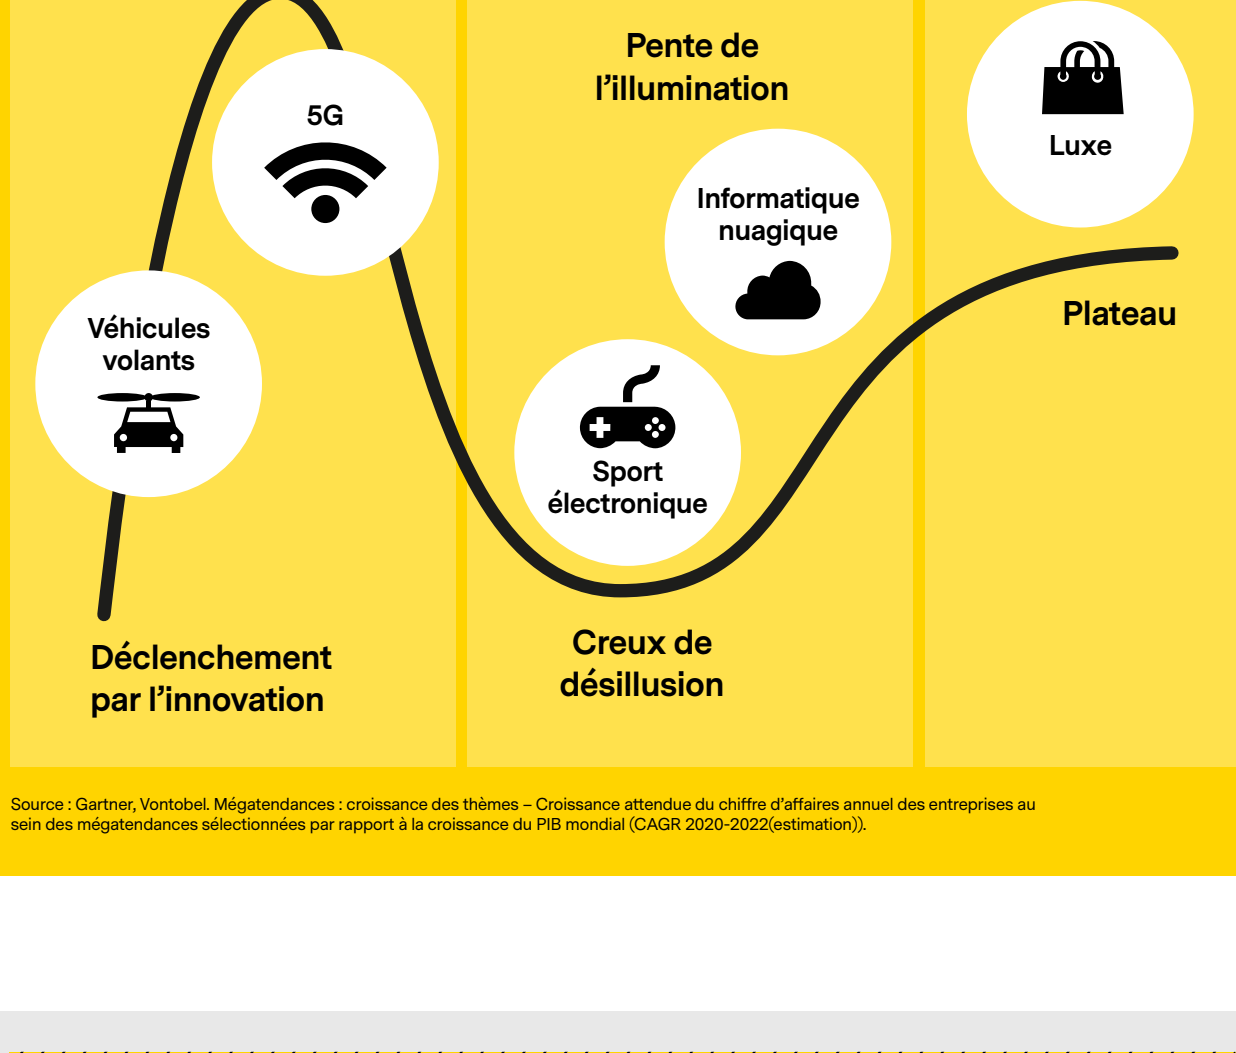 5G
Véhicules
volants
Déclenchement
par l’innovation
Pente de
l’illumination
Informatique
nuagique
Sport
électronique
Creux de
désillusion
Luxe
Plateau
Source : Gartner, Vontobel. Mégatendances : croissance des thèmes – Croissance attendue du chiffre d’affaires annuel des entreprises au
sein des mégatendances sélectionnées par rapport à la croissance du PIB mondial (CAGR 2020-2022(estimation)).